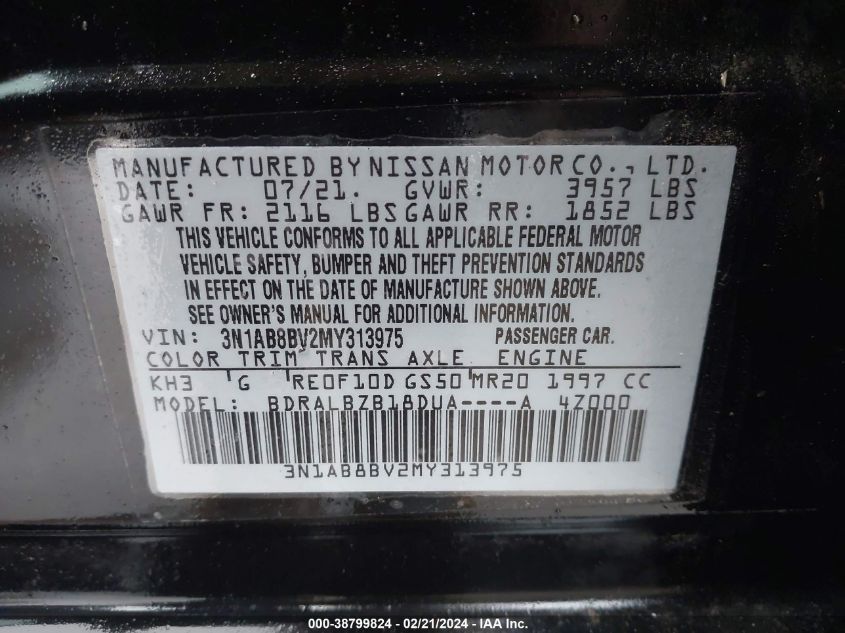 MANUFACTURED BY NISSAN MOTOR CO., LTD.
DATE: 07/21. GVWR: 3957 LBS
GAWR FR: 2116 LBS GAWR RR: 1852 LBS
THIS VEHICLE CONFORMS TO ALL APPLICABLE FEDERAL MOTOR
VEHICLE SAFETY, BUMPER AND THEFT PREVENTION STANDARDS
IN EFFECT ON THE DATE OF MANUFACTURE SHOWN ABOVE.
SEE OWNER'S MANUAL FOR ADDITIONAL INFORMATION.
VIN: 3N1AB8BV2MY313975 PASSENGER CAR.
COLOR TRIM TRANS AXLE ENGINE
KH3 G RE0F10D GS50 MR20 1997 CC
MODEL: BDRALBZB18DUA----A 4Z000
3N1AB8BV2MY313975
000-38799824 - 02/21/2024 - IAA Inc.